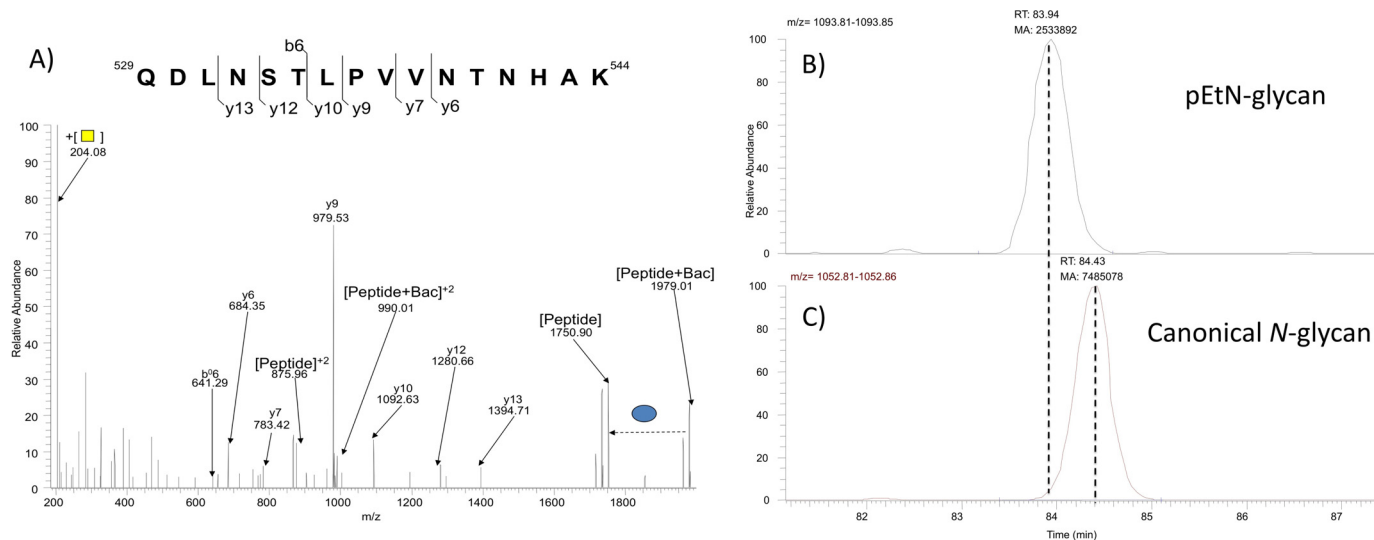 A)
b6
529 Q D L N S T L P V V N T N H A K 544
y13 y12 y10 y9 y7 y6
100
90
80
70
60
50
40
30
20
10
0
Relative Abundance
+[ ]
204.08
b⁰6
641.29
y6
684.35
y7
783.42
[Peptide]+2
875.96
y9
979.53
[Peptide+Bac]+2
990.01
y10
1092.63
y12
1280.66
y13
1394.71
[Peptide]
1750.90
[Peptide+Bac]
1979.01
200 400 600 800 1000 1200 1400 1600 1800
m/z
m/z= 1093.81-1093.85
RT: 83.94
MA: 2533892
B)
pEtN-glycan
100
80
60
40
20
0
Relative Abundance
m/z= 1052.81-1052.86
RT: 84.43
MA: 7485078
C)
Canonical N-glycan
100
80
60
40
20
0
82 83 84 85 86 87
Time (min)